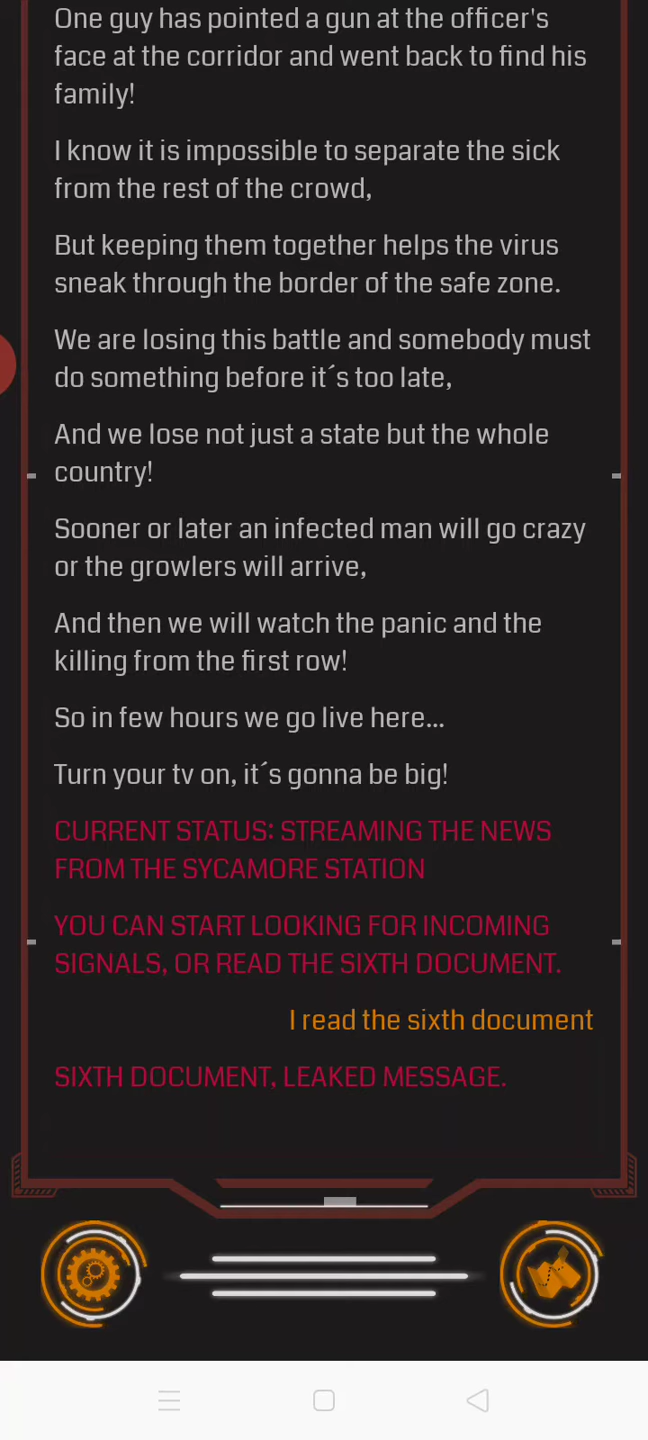 One guy has pointed a gun at the officer's
face at the corridor and went back to find his
family!
I know it is impossible to separate the sick
from the rest of the crowd,
But keeping them together helps the virus
sneak through the border of the safe zone.
We are losing this battle and somebody must
do something before it´s too late,
And we lose not just a state but the whole
country!
Sooner or later an infected man will go crazy
or the growlers will arrive,
And then we will watch the panic and the
killing from the first row!
So in few hours we go live here...
Turn your tv on, it´s gonna be big!
CURRENT STATUS: STREAMING THE NEWS
FROM THE SYCAMORE STATION
YOU CAN START LOOKING FOR INCOMING
SIGNALS, OR READ THE SIXTH DOCUMENT.
I read the sixth document
SIXTH DOCUMENT, LEAKED MESSAGE.